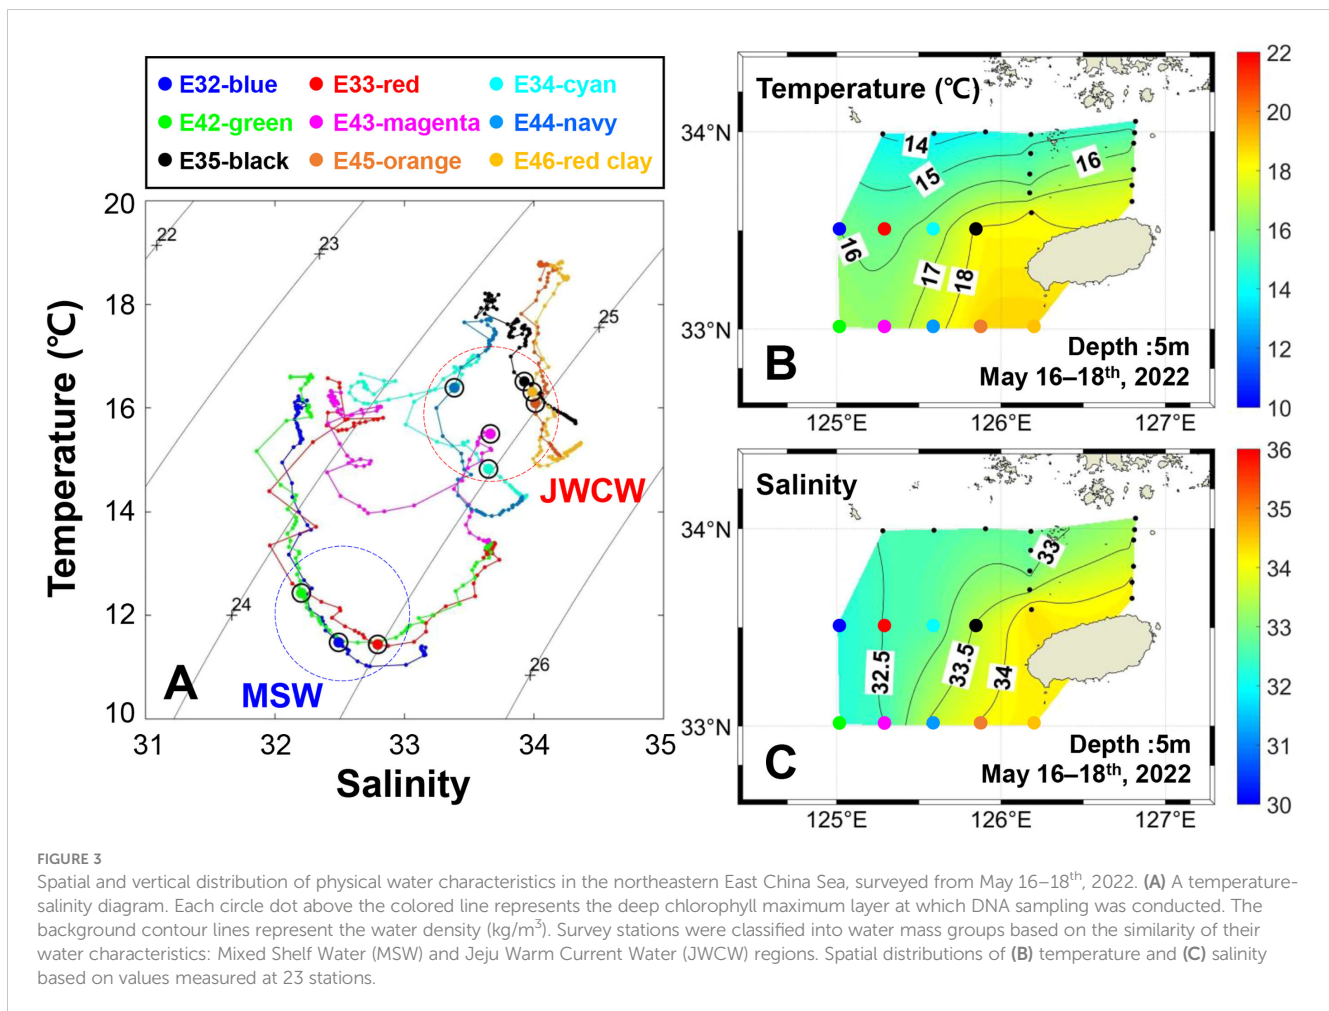 E32-blue E33-red E34-cyan
E42-green E43-magenta E44-navy
E35-black E45-orange E46-red clay
20
18
16
14
12
10
Temperature (℃)
22
23
24
25
26
JWCW
MSW
A
31 32 33 34 35
Salinity
Temperature (℃)
34°N
33°N
14
15
16
16
17
18
B
Depth :5m
May 16–18th, 2022
125°E 126°E 127°E
22
20
18
16
14
12
10
Salinity
34°N
33°N
33
32.5
33.5
34
C
Depth :5m
May 16–18th, 2022
125°E 126°E 127°E
36
35
34
33
32
31
30
FIGURE 3
Spatial and vertical distribution of physical water characteristics in the northeastern East China Sea, surveyed from May 16–18th, 2022. (A) A temperature-
salinity diagram. Each circle dot above the colored line represents the deep chlorophyll maximum layer at which DNA sampling was conducted. The
background contour lines represent the water density (kg/m3). Survey stations were classified into water mass groups based on the similarity of their
water characteristics: Mixed Shelf Water (MSW) and Jeju Warm Current Water (JWCW) regions. Spatial distributions of (B) temperature and (C) salinity
based on values measured at 23 stations.